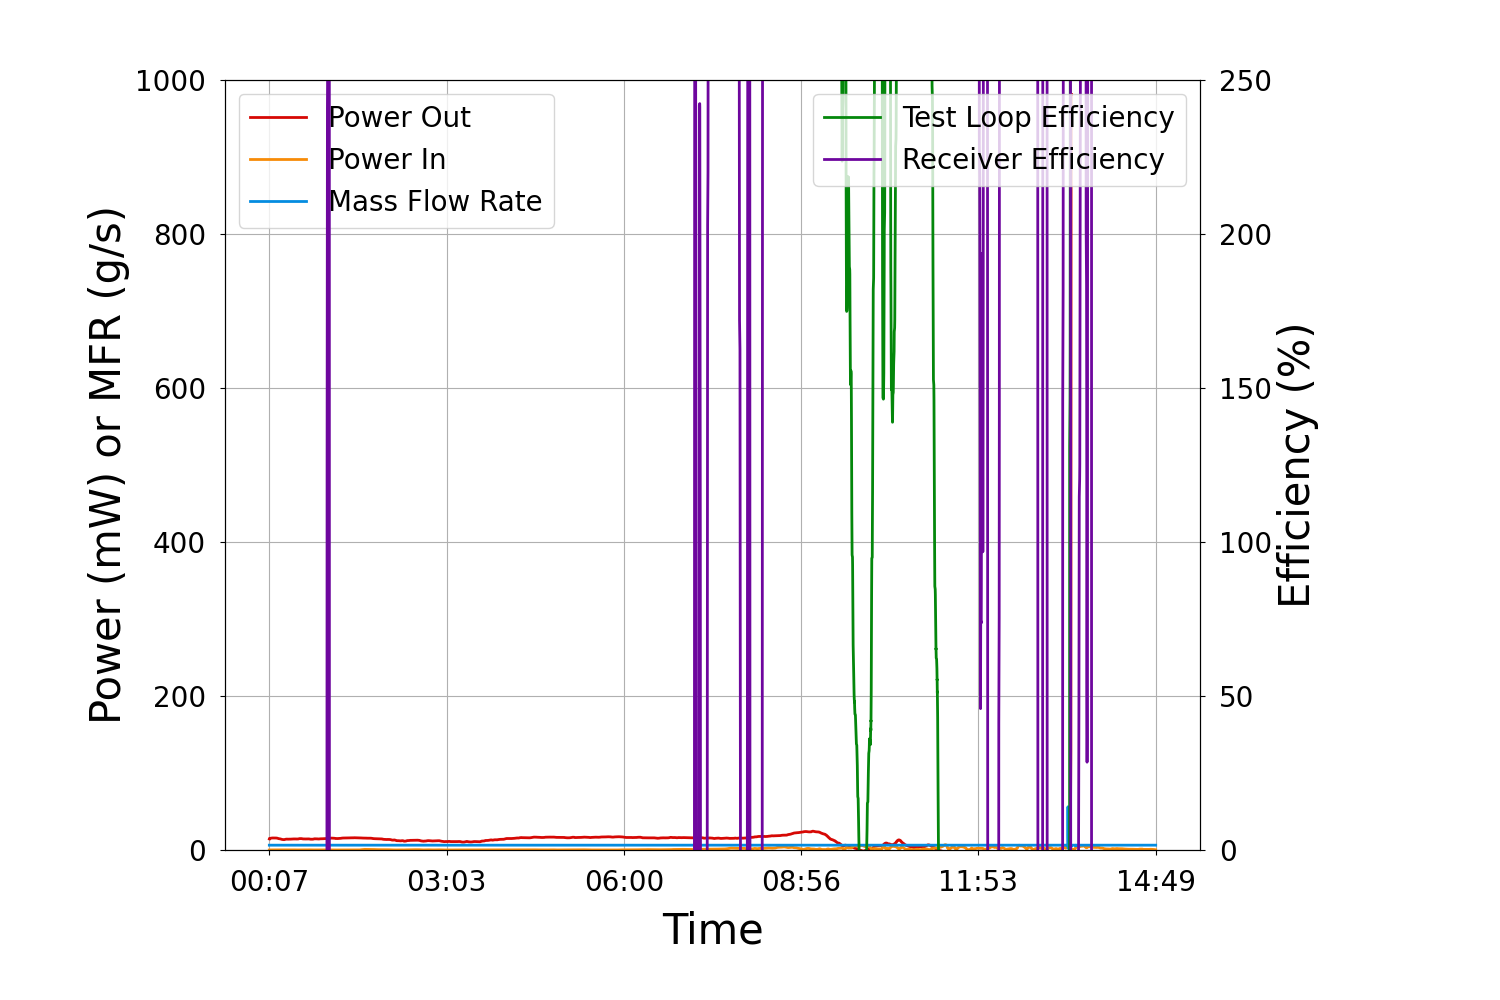 1000
800
600
400
200
0
Power (mW) or MFR (g/s)
Power Out
Power In
Mass Flow Rate
Test Loop Efficiency
Receiver Efficiency
250
200
150
100
50
0
Efficiency (%)
00:07 03:03 06:00 08:56 11:53 14:49
Time